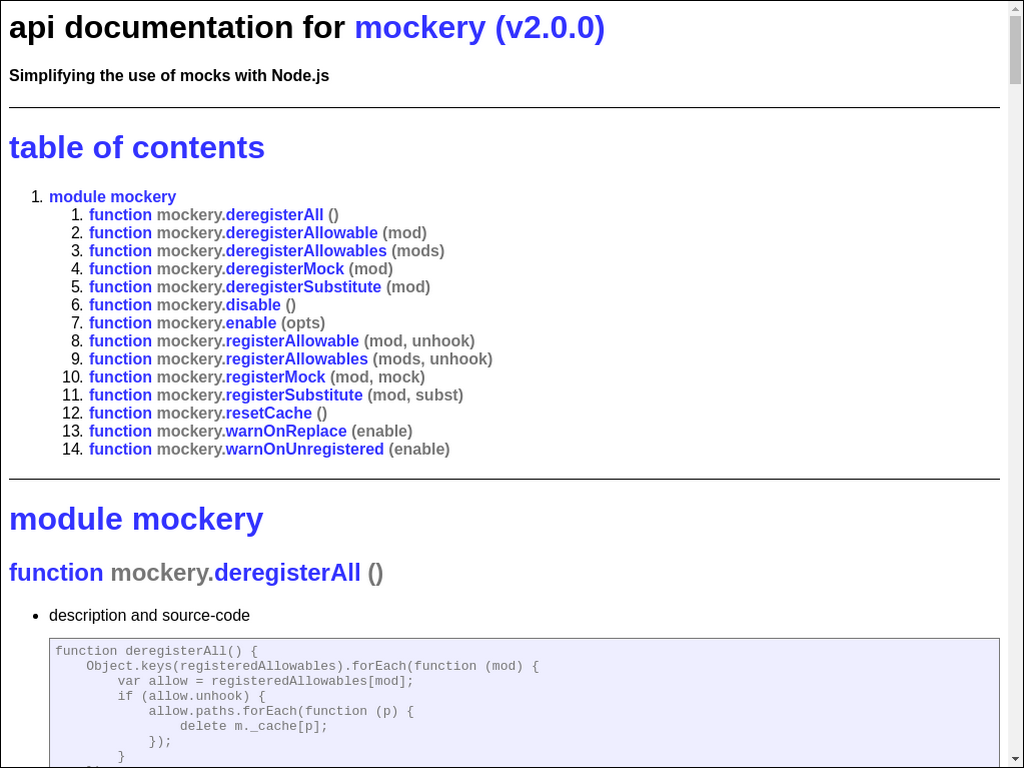 api documentation for mockery (v2.0.0)
Simplifying the use of mocks with Node.js
table of contents
1. module mockery
1. function mockery.deregisterAll ()
2. function mockery.deregisterAllowable (mod)
3. function mockery.deregisterAllowables (mods)
4. function mockery.deregisterMock (mod)
5. function mockery.deregisterSubstitute (mod)
6. function mockery.disable ()
7. function mockery.enable (opts)
8. function mockery.registerAllowable (mod, unhook)
9. function mockery.registerAllowables (mods, unhook)
10. function mockery.registerMock (mod, mock)
11. function mockery.registerSubstitute (mod, subst)
12. function mockery.resetCache ()
13. function mockery.warnOnReplace (enable)
14. function mockery.warnOnUnregistered (enable)
module mockery
function mockery.deregisterAll ()
• description and source-code
function deregisterAll() {
    Object.keys(registeredAllowables).forEach(function (mod) {
        var allow = registeredAllowables[mod];
        if (allow.unhook) {
            allow.paths.forEach(function (p) {
                delete m._cache[p];
            });
        }